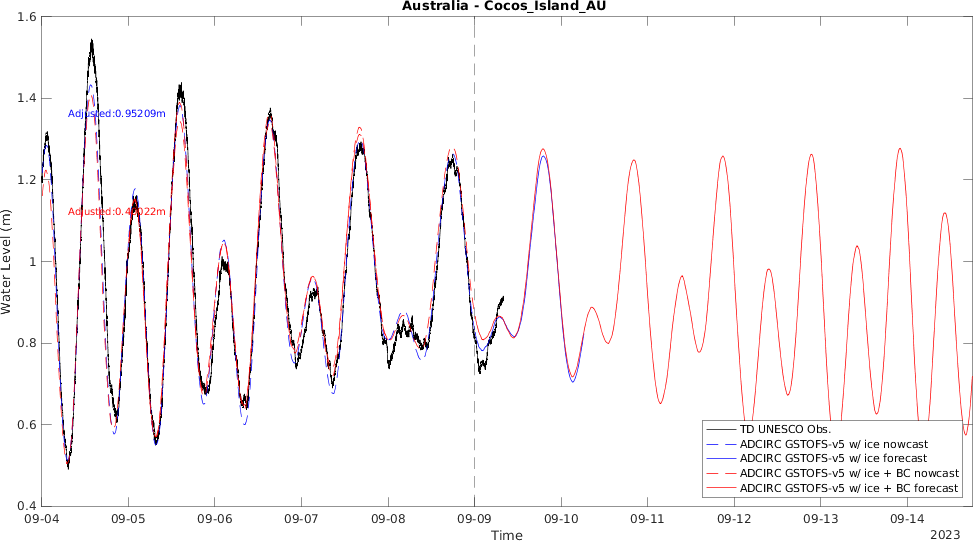 Australia - Cocos_Island_AU
1.6
1.4
1.2
1
0.8
0.6
0.4
Water Level (m)
Adjusted:0.95209m
TD UNESCO Obs.
ADCIRC GSTOFS-v5 w/ ice nowcast
ADCIRC GSTOFS-v5 w/ ice forecast
ADCIRC GSTOFS-v5 w/ ice + BC nowcast
ADCIRC GSTOFS-v5 w/ ice + BC forecast
09-04 09-05 09-06 09-07 09-08 09-09 09-10 09-11 09-12 09-13 09-14
Time
2023